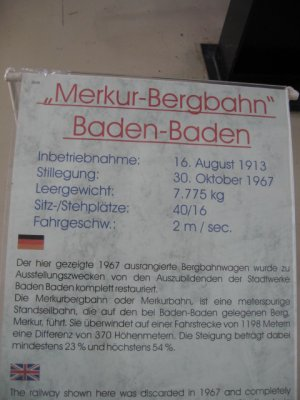 „Merkur-Bergbahn"
Baden-Baden
Inbetriebnahme: 16. August 1913
Stillegung: 30. Oktober 1967
Leergewicht: 7.775 kg
Sitz-/Stehplätze: 40/16
Fahrgeschw.: 2 m / sec.
Der hier gezeigte 1967 ausrangierte Bergbahnwagen wurde zu
Ausstellungszwecken von den Auszubildenden der Stadtwerke
Baden Baden komplett restauriert.
Die Merkurbergbahn oder Merkurbahn, ist eine meterspurige
Standseilbahn, die auf den bei Baden-Baden gelegenen Berg,
Merkur, führt. Sie überwindet auf einer Fahrstrecke von 1198 Metern
eine Differenz von 370 Höhenmetern. Die Steigung beträgt dabei
mindestens 23 % und höchstens 54 %.
The railway shown here was discarded in 1967 and completely